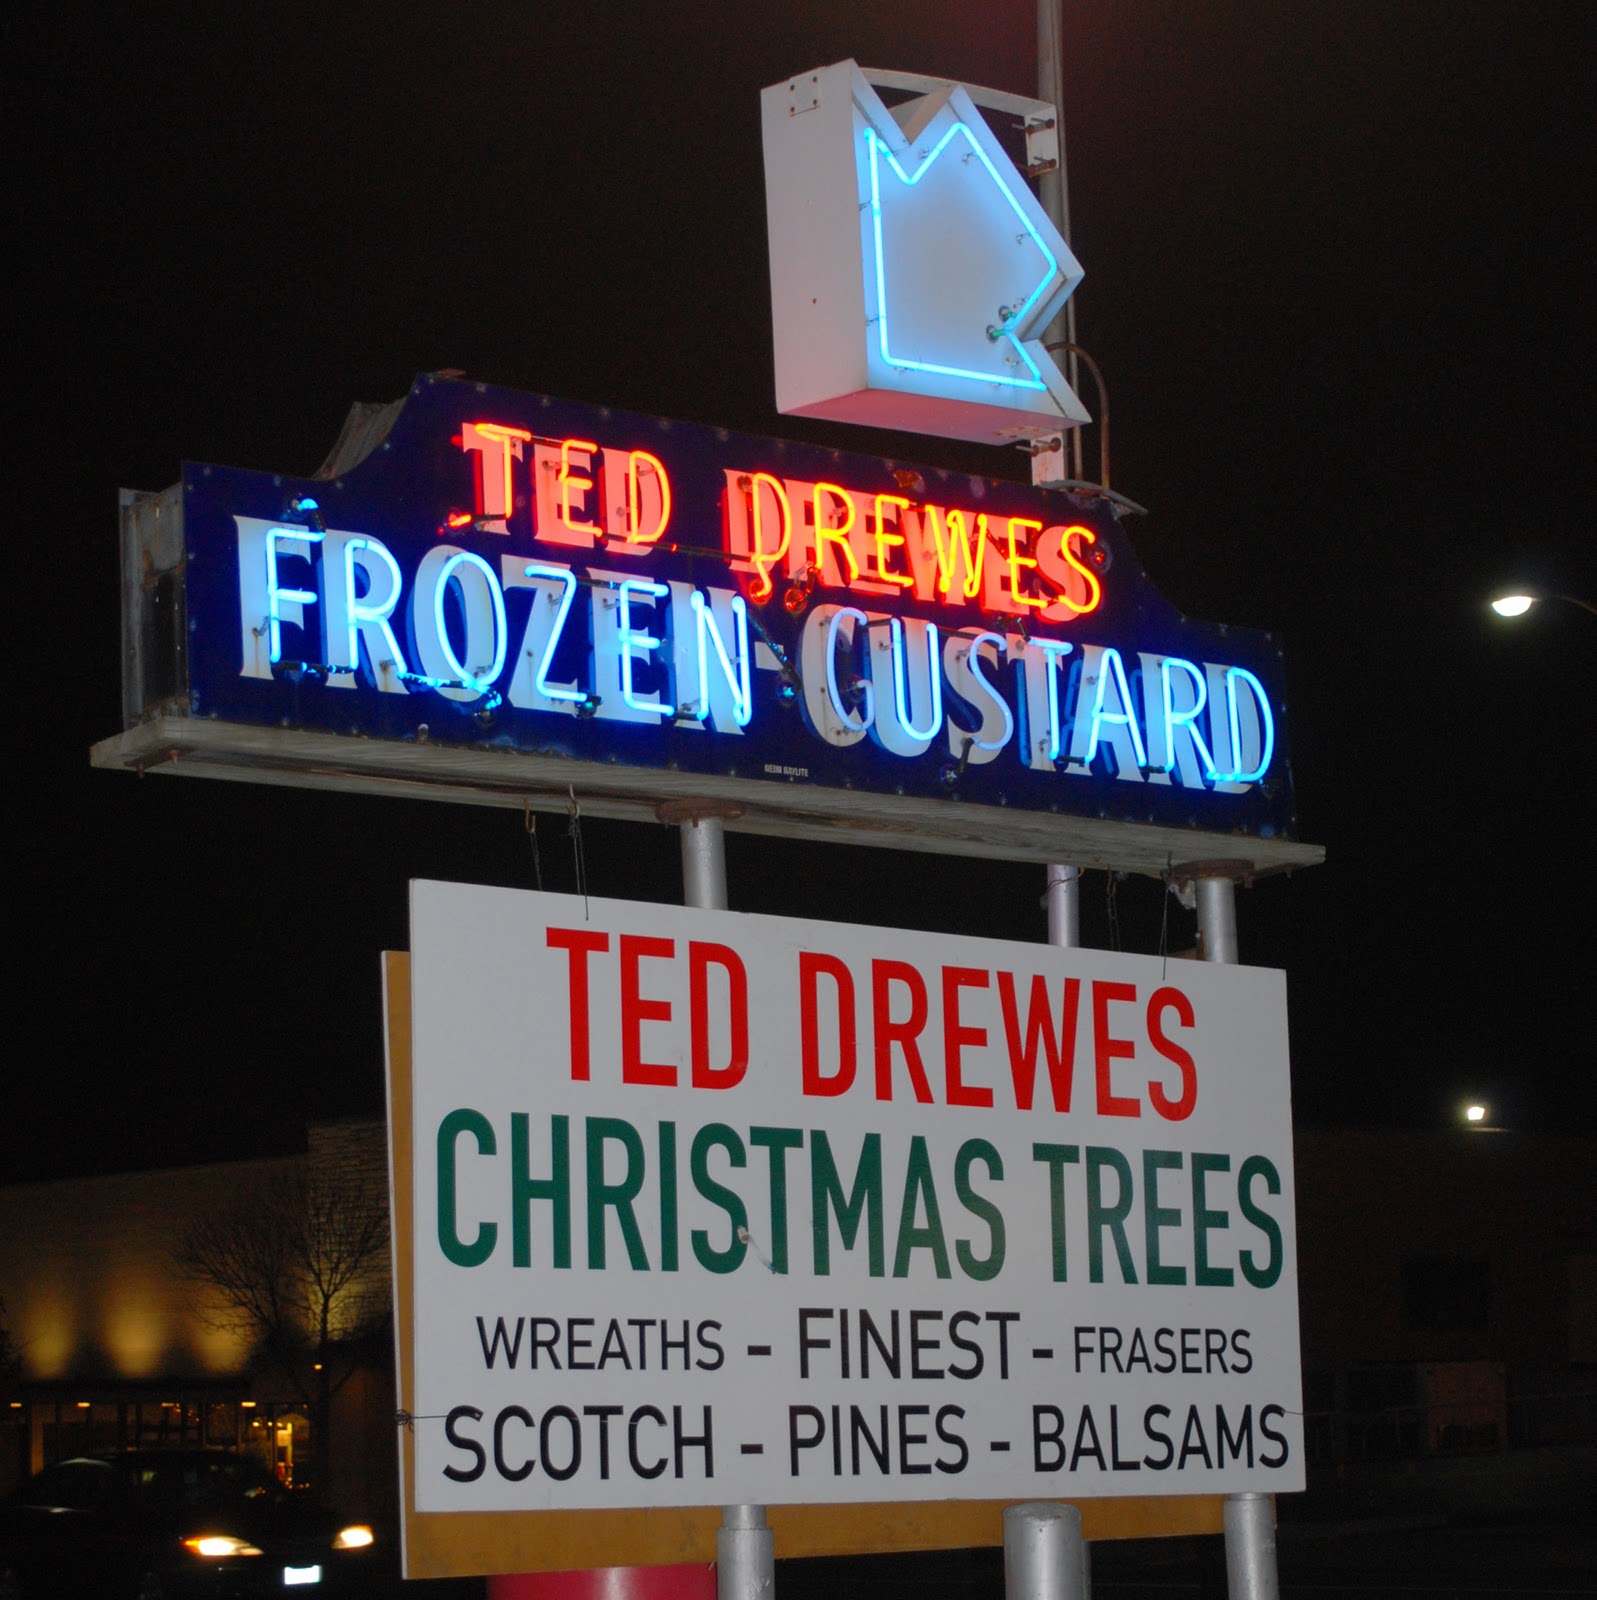 TED DREWES
FROZEN CUSTARD
TED DREWES
CHRISTMAS TREES
WREATHS - FINEST - FRASERS
SCOTCH - PINES - BALSAMS